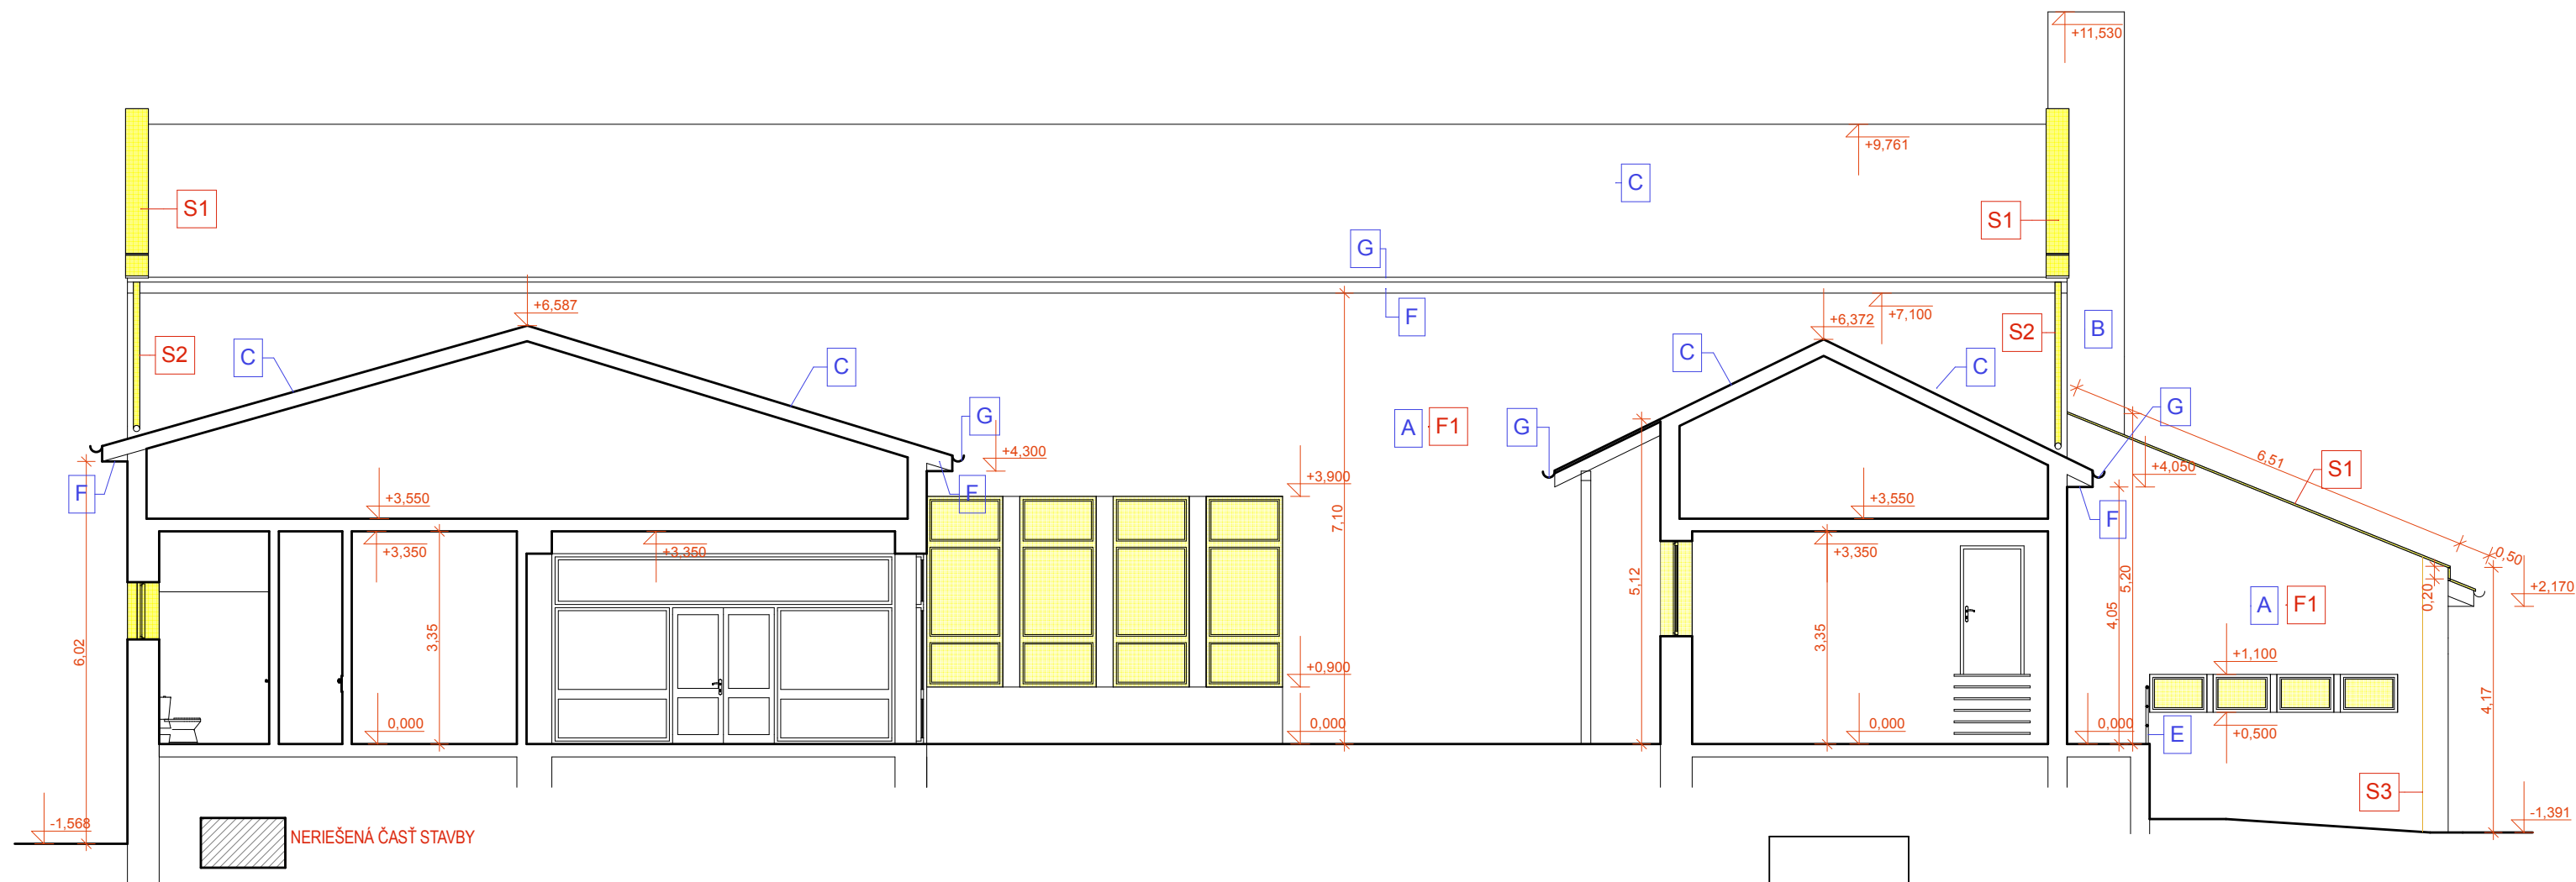 +11,530
+9,761
C
S1
S1
G
+6,587
F
+7,100
+6,372
B
S2
S2
C
C
C
C
G
G
G
A
F1
6,51
S1
+4,300
+3,900
+4,050
F
F
F
+3,550
+3,550
7,10
+3,350
+3,350
+3,350
0,50
5,12
5,20
0,20
+2,170
4,05
A
F1
6,02
3,35
3,35
+1,100
+0,900
4,17
0,000
0,000
0,000
0,000
E
+0,500
S3
-1,568
-1,391
NERIEŠENÁ ČASŤ STAVBY